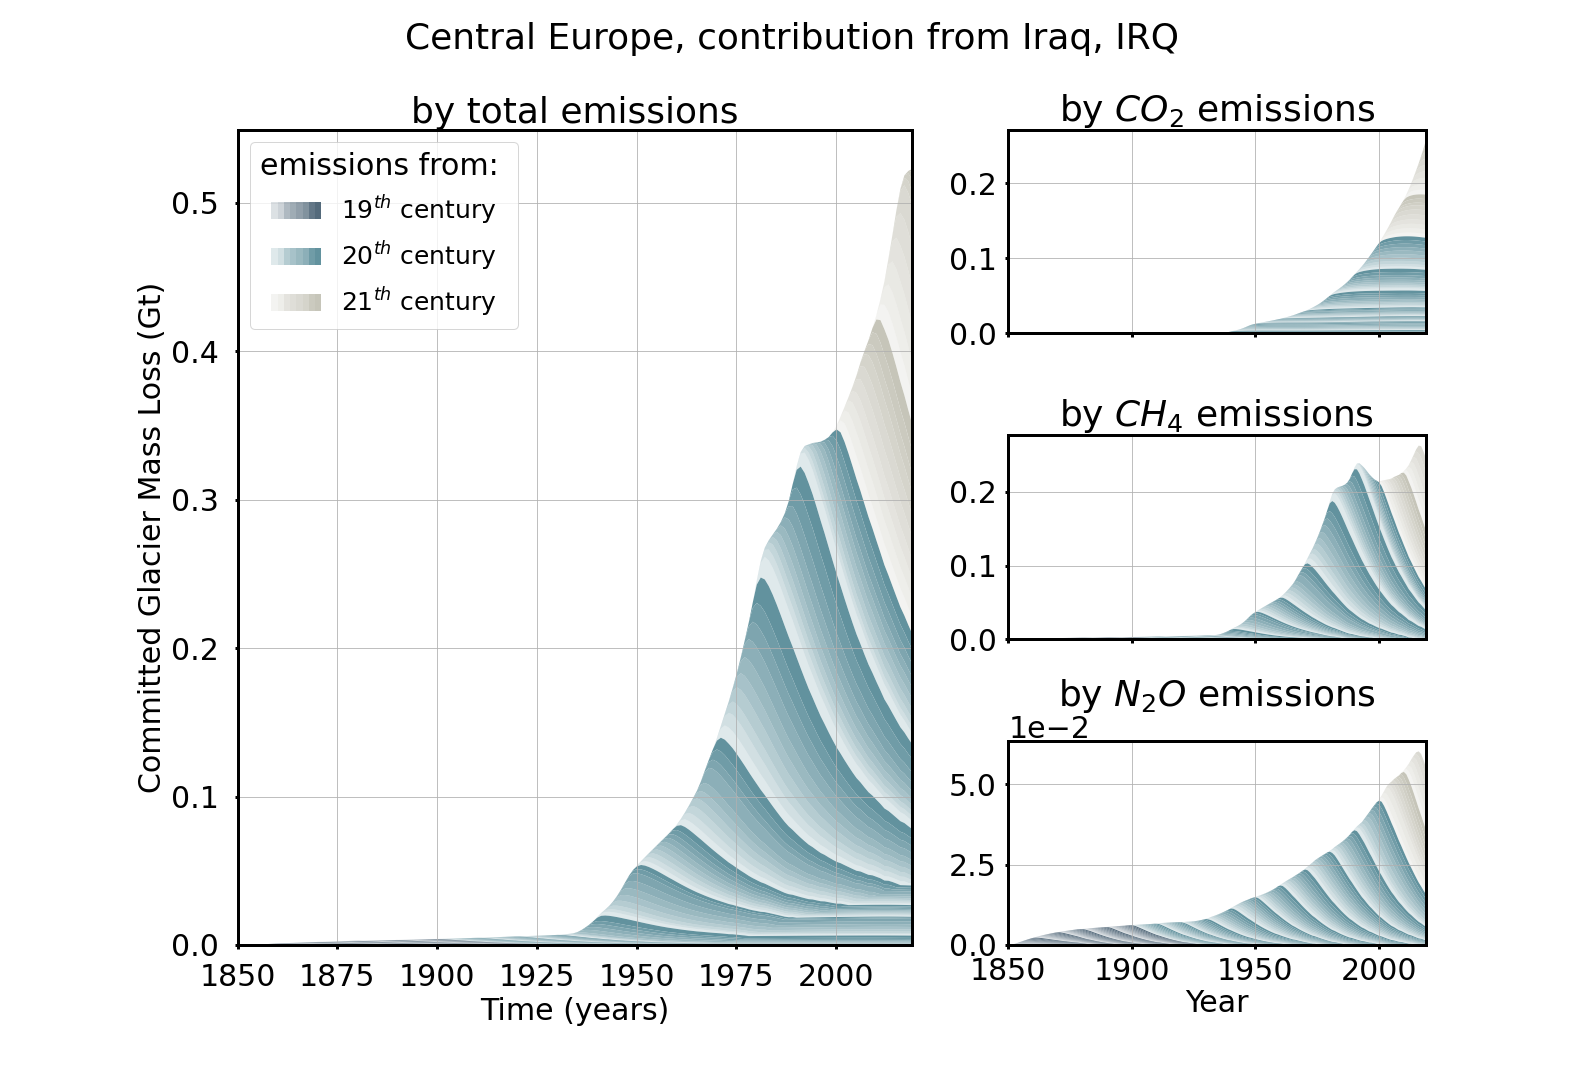 Central Europe, contribution from Iraq, IRQ
by total emissions
emissions from:
19th century
20th century
21th century
0.5
0.4
0.3
0.2
0.1
0.0
Committed Glacier Mass Loss (Gt)
1850 1875 1900 1925 1950 1975 2000
Time (years)
by CO2 emissions
0.2
0.1
0.0
by CH4 emissions
0.2
0.1
0.0
by N2O emissions
1e−2
5.0
2.5
0.0
1850 1900 1950 2000
Year